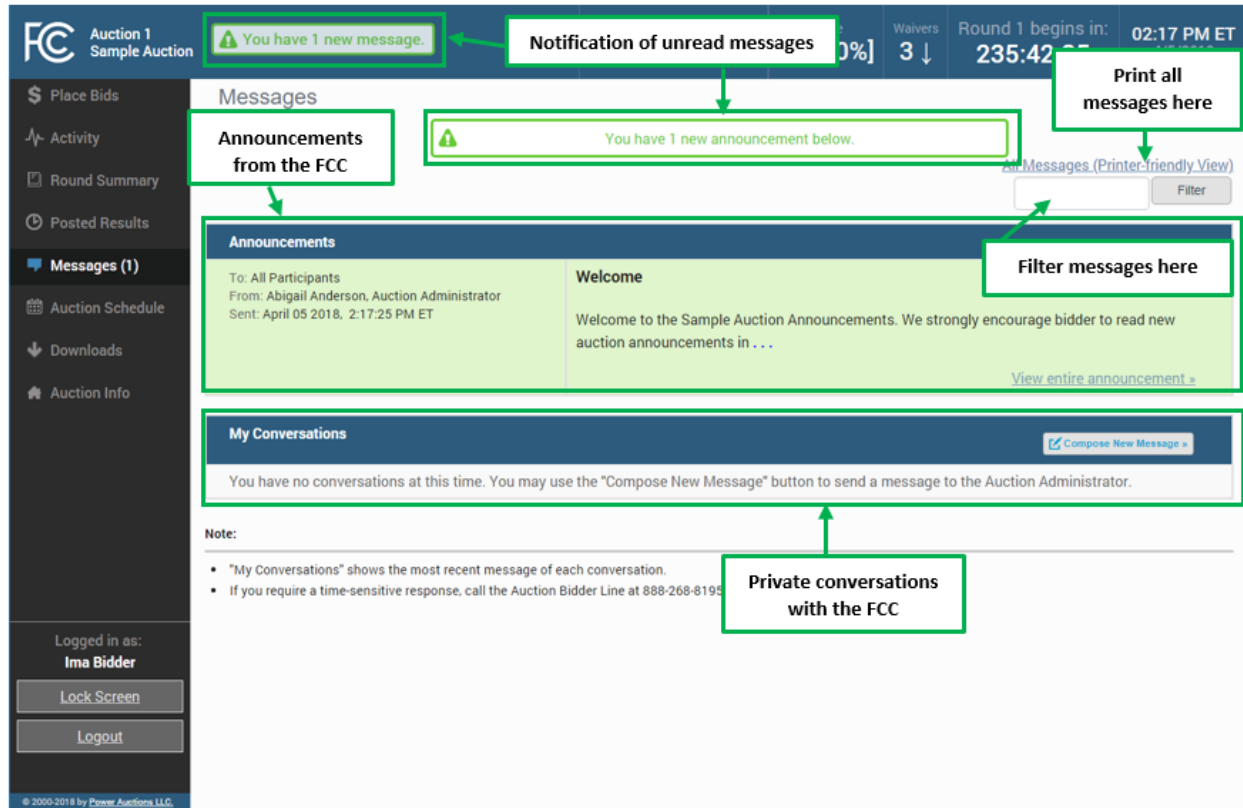 FCC
Auction 1
Sample Auction
You have 1 new message.
Notification of unread messages
0%]
Waivers
3 ↓
Round 1 begins in:
235:42
02:17 PM ET
Print all
messages here
$ Place Bids
Activity
Round Summary
Posted Results
Messages (1)
Auction Schedule
Downloads
Auction Info
Messages
Announcements
from the FCC
You have 1 new announcement below.
All Messages (Printer-friendly View)
Filter
Filter messages here
Announcements
To: All Participants
From: Abigail Anderson, Auction Administrator
Sent: April 05 2018, 2:17:25 PM ET
Welcome
Welcome to the Sample Auction Announcements. We strongly encourage bidder to read new
auction announcements in . . .
View entire announcement »
My Conversations
Compose New Message »
You have no conversations at this time. You may use the "Compose New Message" button to send a message to the Auction Administrator.
Note:
• "My Conversations" shows the most recent message of each conversation.
• If you require a time-sensitive response, call the Auction Bidder Line at 888-268-8195
Private conversations
with the FCC
Logged in as:
Ima Bidder
Lock Screen
Logout
© 2000-2018 by Power Auctions LLC.